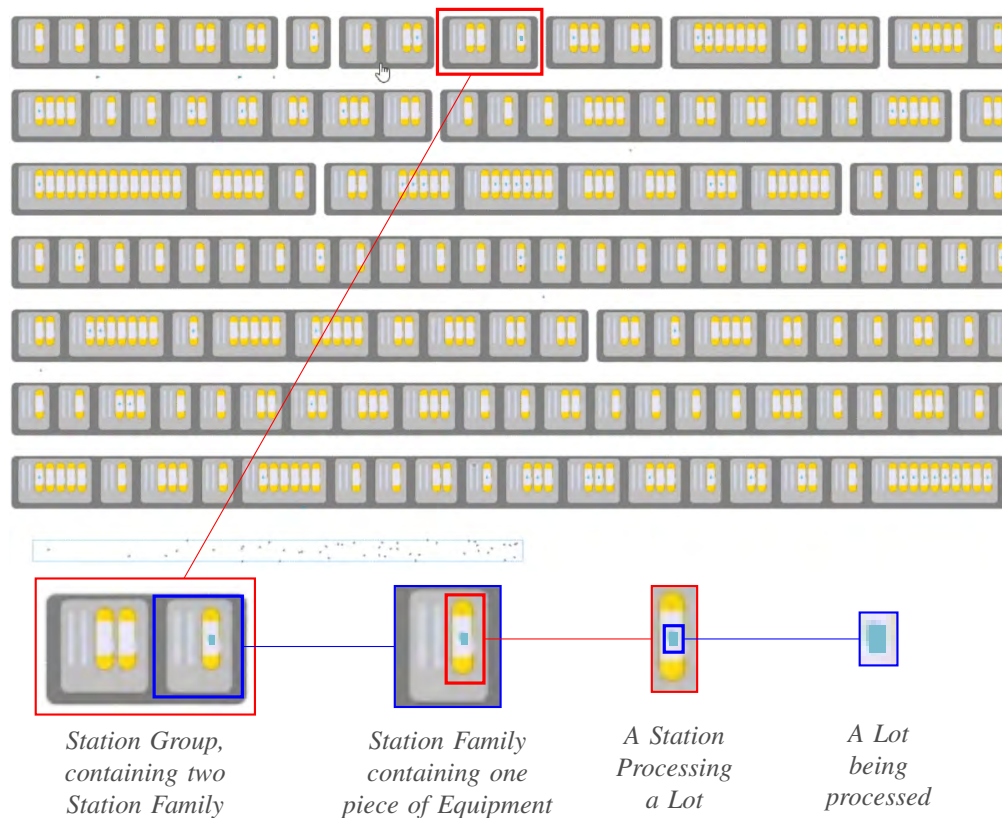 Station Group,
containing two
Station Family
Station Family
containing one
piece of Equipment
A Station
Processing
a Lot
A Lot
being
processed